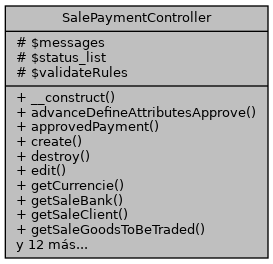 SalePaymentController
# $messages
# $status_list
# $validateRules
+ __construct()
+ advanceDefineAttributesApprove()
+ approvedPayment()
+ create()
+ destroy()
+ edit()
+ getCurrencie()
+ getSaleBank()
+ getSaleClient()
+ getSaleGoodsToBeTraded()
y 12 más...